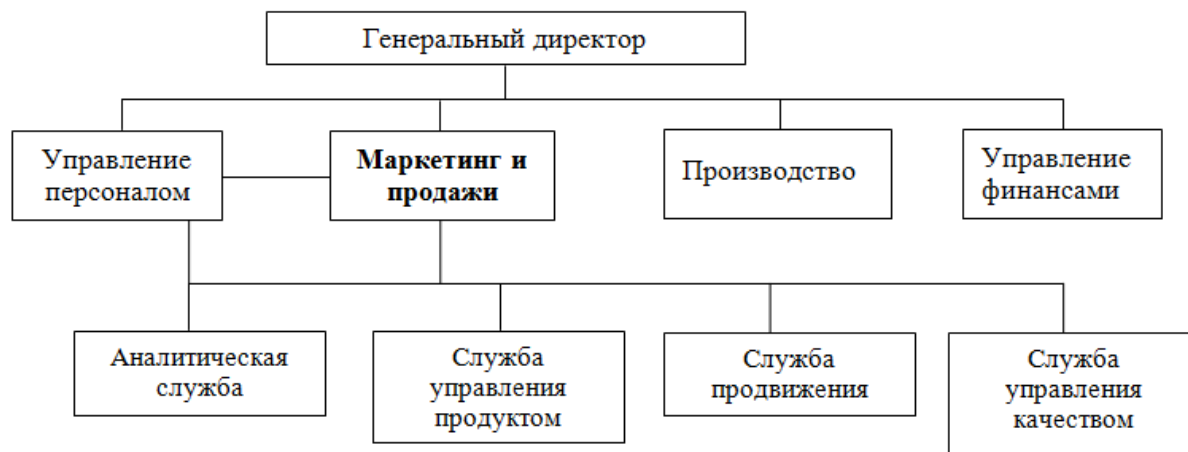 Генеральный директор
Управление
персоналом
Маркетинг и
продажи
Производство
Управление
финансами
Аналитическая
служба
Служба
управления
продуктом
Служба
продвижения
Служба
управления
качеством